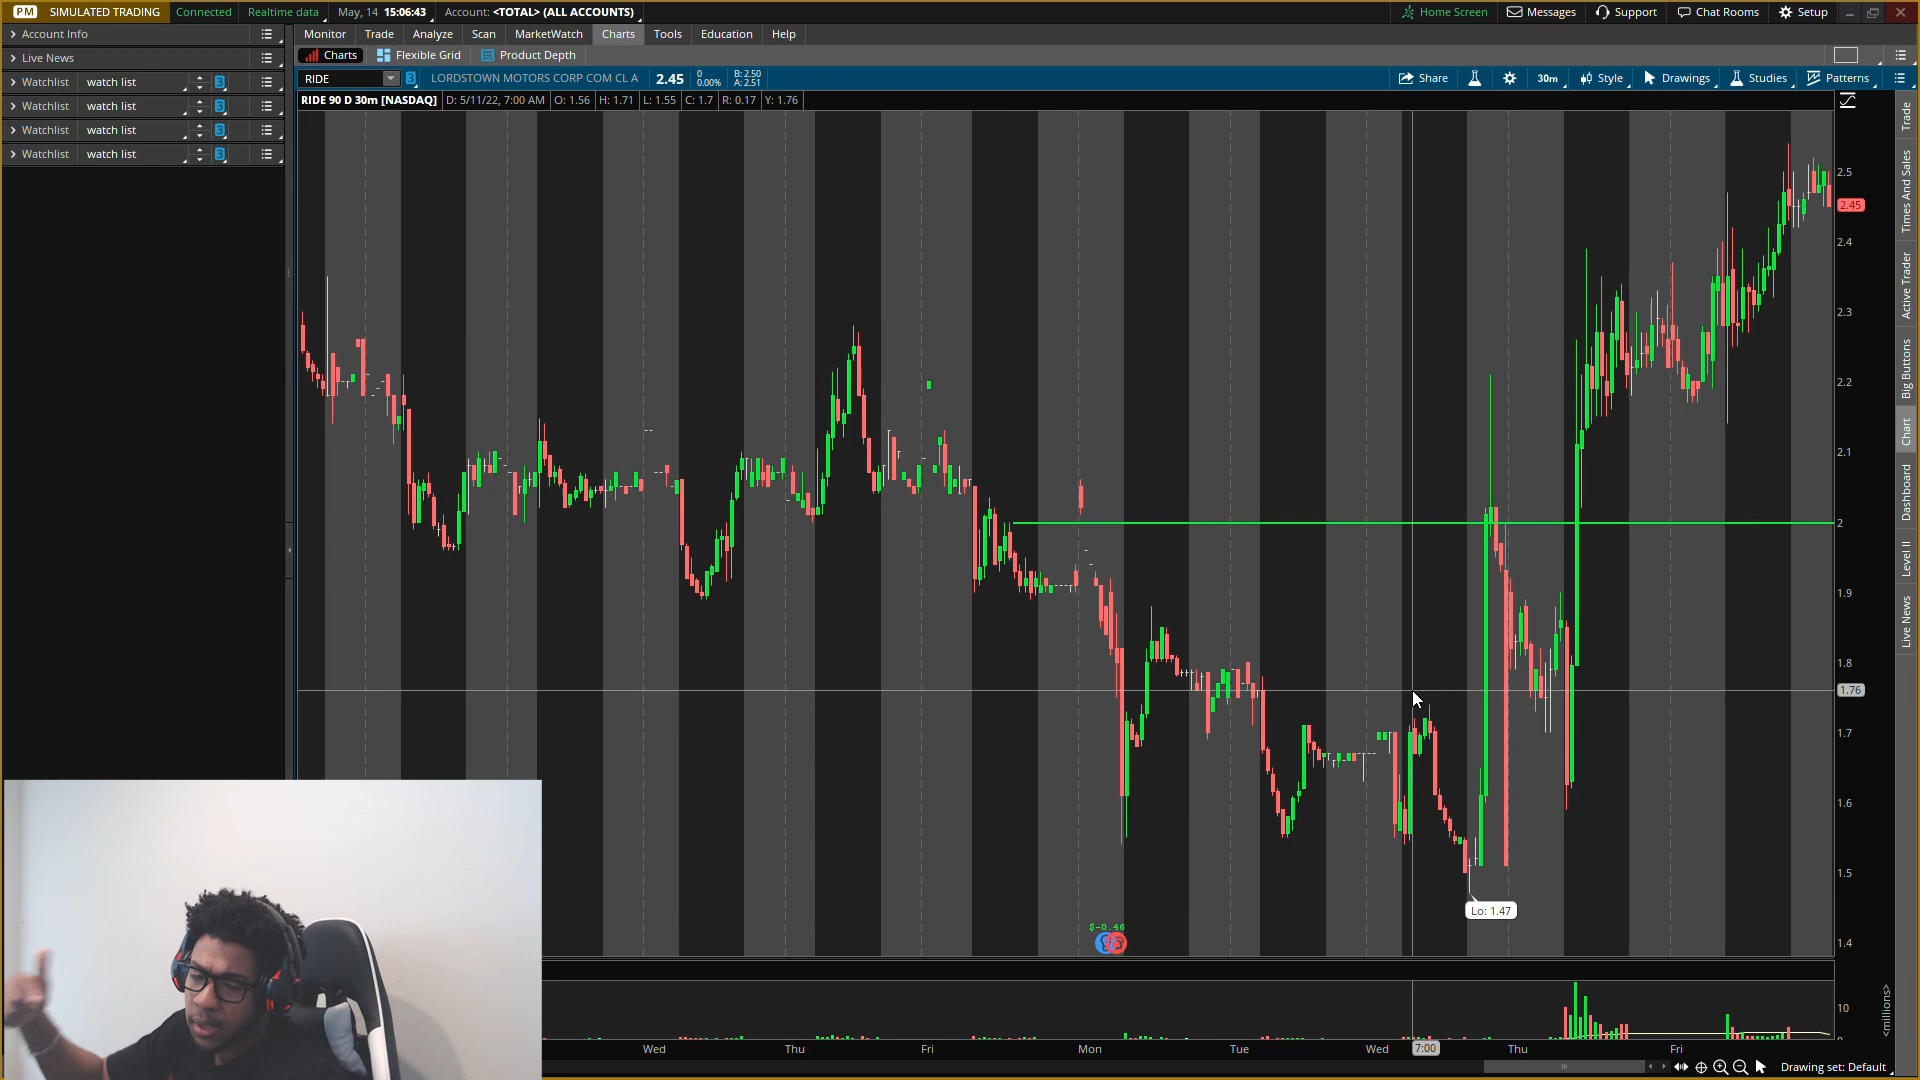 PM SIMULATED TRADING Connected Realtime data May, 14 15:06:43 Account: <TOTAL> (ALL ACCOUNTS) Home Screen Messages Support Chat Rooms Setup
Account Info
Live News
Watchlist watch list 3
Watchlist watch list 3
Watchlist watch list 3
Watchlist watch list 3
Monitor Trade Analyze Scan MarketWatch Charts Tools Education Help
Charts Flexible Grid Product Depth
RIDE 3 LORDSTOWN MOTORS CORP COM CL A 2.45 0 0.00% B: 2.50 A: 2.51 Share 30m Style Drawings Studies Patterns
RIDE 90 D 30m [NASDAQ] D: 5/11/22, 7:00 AM O: 1.56 H: 1.71 L: 1.55 C: 1.7 R: 0.17 Y: 1.76
2.5
2.45
2.4
2.3
2.2
2.1
2
1.9
1.8
1.76
1.7
1.6
1.5
Lo: 1.47
$-0.46
1.4
10
<millions>
Wed Thu Fri Mon Tue Wed 7:00 Thu Fri
Drawing set: Default
Trade
Times And Sales
Active Trader
Big Buttons
Chart
Dashboard
Level II
Live News